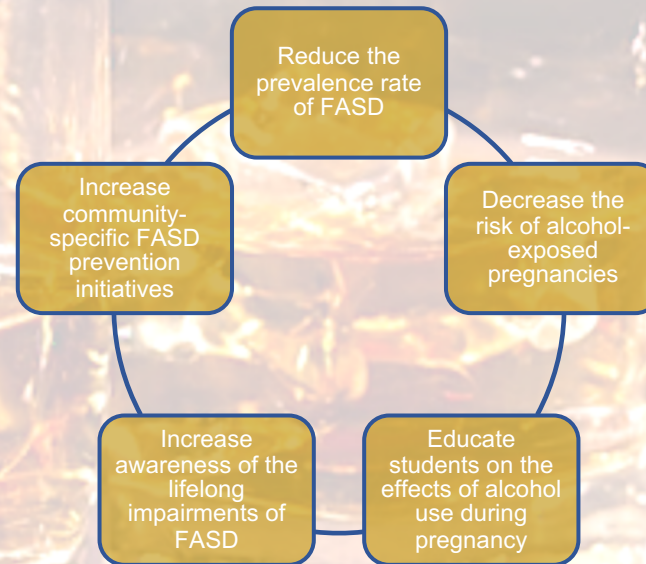 Reduce the
prevalence rate
of FASD
Decrease the
risk of alcohol-
exposed
pregnancies
Educate
students on the
effects of alcohol
use during
pregnancy
Increase
awareness of the
lifelong
impairments of
FASD
Increase
community-
specific FASD
prevention
initiatives